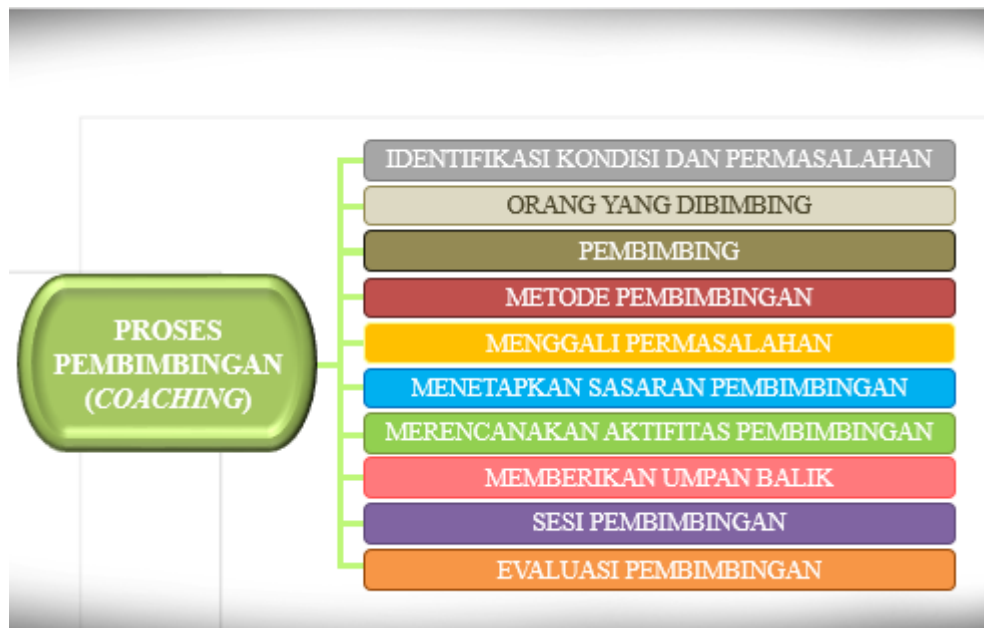 PROSES
PEMBIMBINGAN
(COACHING)
IDENTIFIKASI KONDISI DAN PERMASALAHAN
ORANG YANG DIBIMBING
PEMBIMBING
METODE PEMBIMBINGAN
MENGGALI PERMASALAHAN
MENETAPKAN SASARAN PEMBIMBINGAN
MERENCANAKAN AKTIFITAS PEMBIMBINGAN
MEMBERIKAN UMPAN BALIK
SESI PEMBIMBINGAN
EVALUASI PEMBIMBINGAN